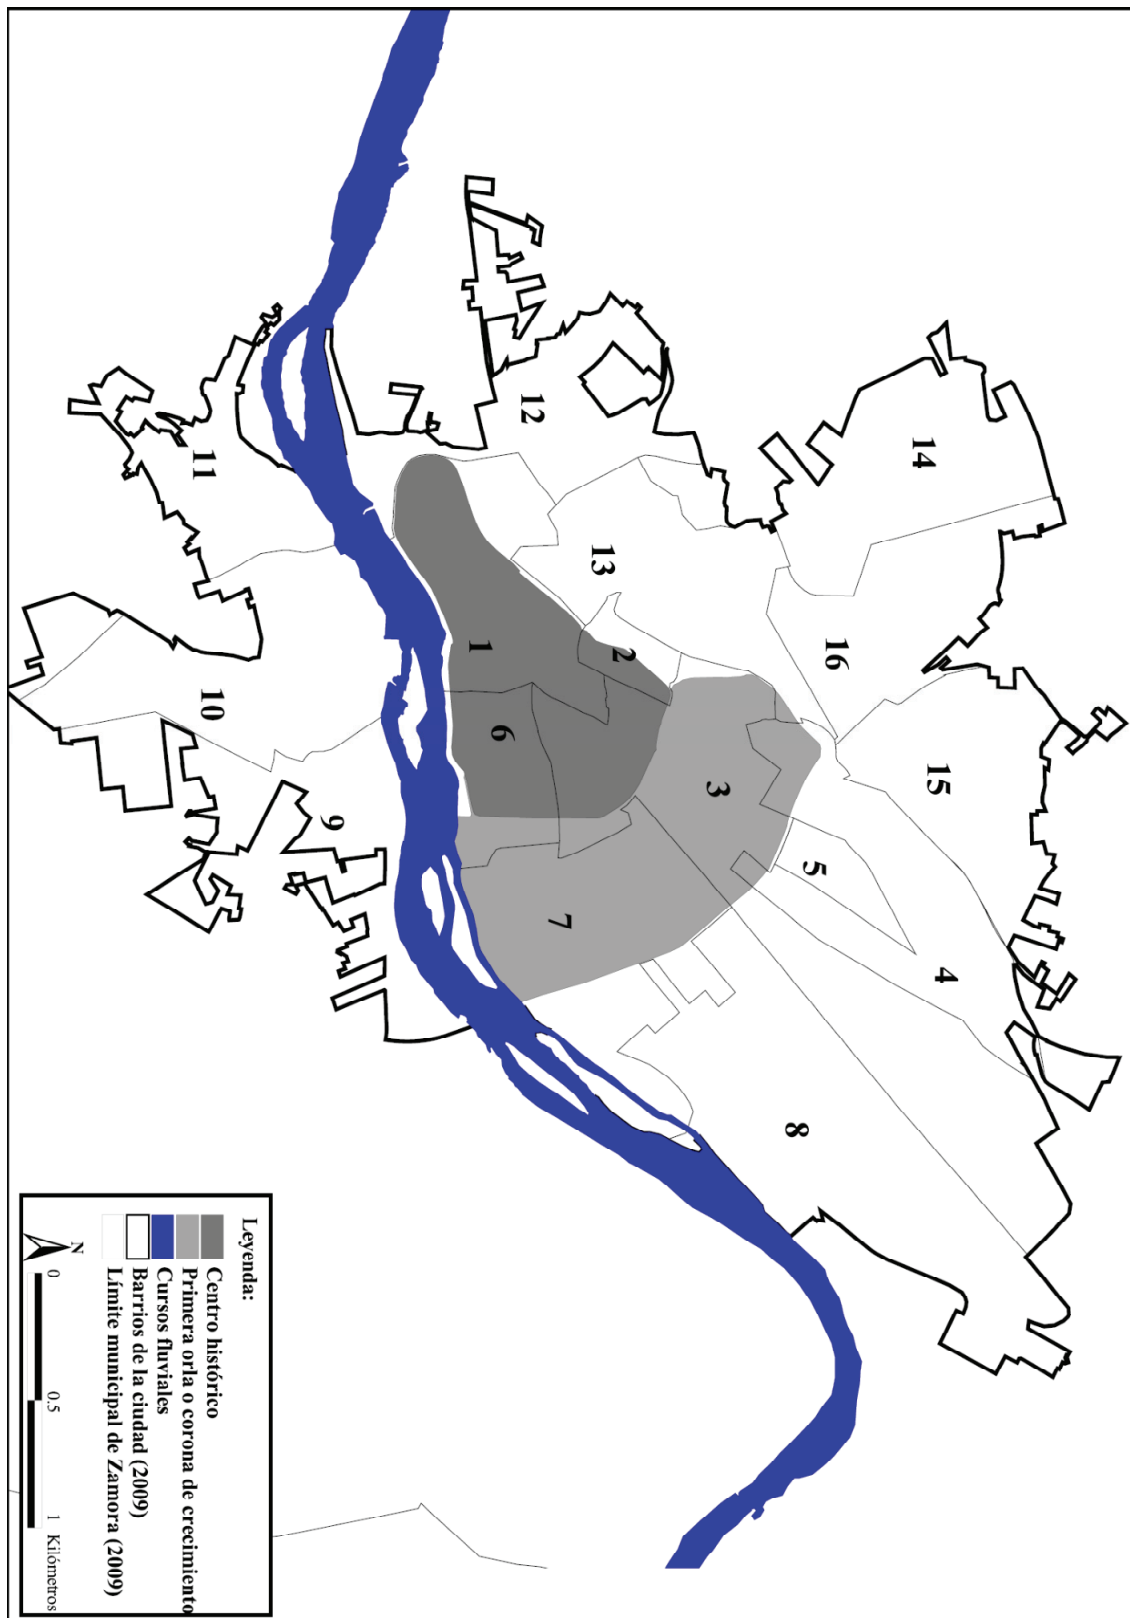 14
15
4
16
5
8
3
13
2
7
12
6
1
9
11
10
Leyenda:
Centro histórico
Primera orla o corona de crecimiento
Cursos fluviales
Barrios de la ciudad (2009)
Límite municipal de Zamora (2009)
N
0 0.5 1 Kilómetros